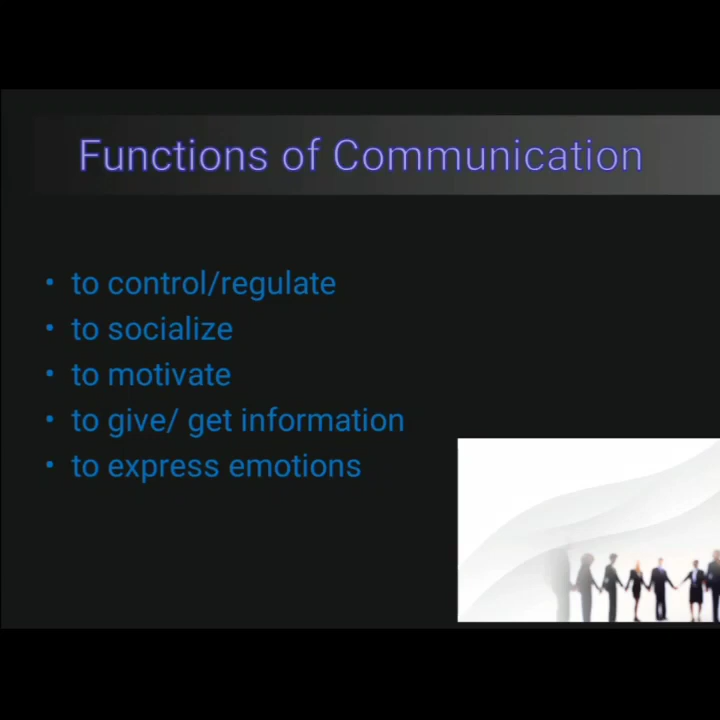 Functions of Communication
• to control/regulate
• to socialize
• to motivate
• to give/ get information
• to express emotions